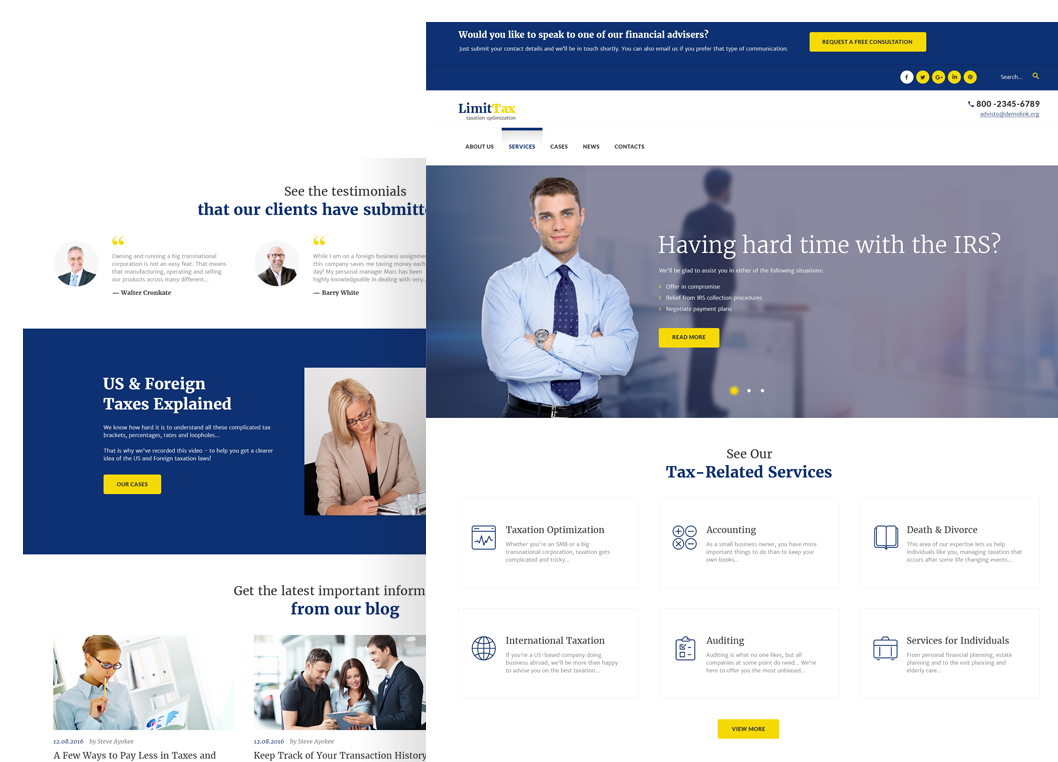 Would you like to speak to one of our financial advisers?
Just submit your contact details and we'll be in touch shortly. You can also email us if you prefer that type of communication.
REQUEST A FREE CONSULTATION
Search...
LimitTax
taxation optimization
800 -2345-6789
advisto@demolink.org
ABOUT US SERVICES CASES NEWS CONTACTS
Having hard time with the IRS?
We'll be glad to assist you in either of the following situations:
Offer in compromise
Relief from IRS collection procedures
Negotiate payment plans
READ MORE
See Our
Tax-Related Services
Taxation Optimization
Whether you're an SMB or a big
transnational corporation, taxation gets
complicated and tricky...
Accounting
As a small business owner, you have more
important things to do than to keep your
own books...
Death & Divorce
This area of our expertise lets us help
individuals like you, managing taxation that
occurs after some life changing events...
International Taxation
If you're a US-based company doing
business abroad, we'll be more than happy
to advise you on the best taxation...
Auditing
Auditing is what no one likes, but all
companies at some point do need... We're
here to offer you the most unbiased...
Services for Individuals
From personal financial planning, estate
planning and to the exit planning and
elderly care...
VIEW MORE
See the testimonials
that our clients have submitte
Owning and running a big transnational
corporation is not an easy feat. That means
that manufacturing, operating and selling
our products across many different...
— Walter Cronkate
While I am on a foreign business assignme
this company saves me taxing money each
day! My personal manager Marc has been
highly knowledgeable in dealing with very...
— Barry White
US & Foreign
Taxes Explained
We know how hard it is to understand all these complicated tax
brackets, percentages, rates and loopholes...
That is why we've recorded this video - to help you get a clearer
idea of the US and Foreign taxation laws!
OUR CASES
Get the latest important inform
from our blog
12.08.2016 by Steve Ayokee
A Few Ways to Pay Less in Taxes and
12.08.2016 by Steve Ayokee
Keep Track of Your Transaction History